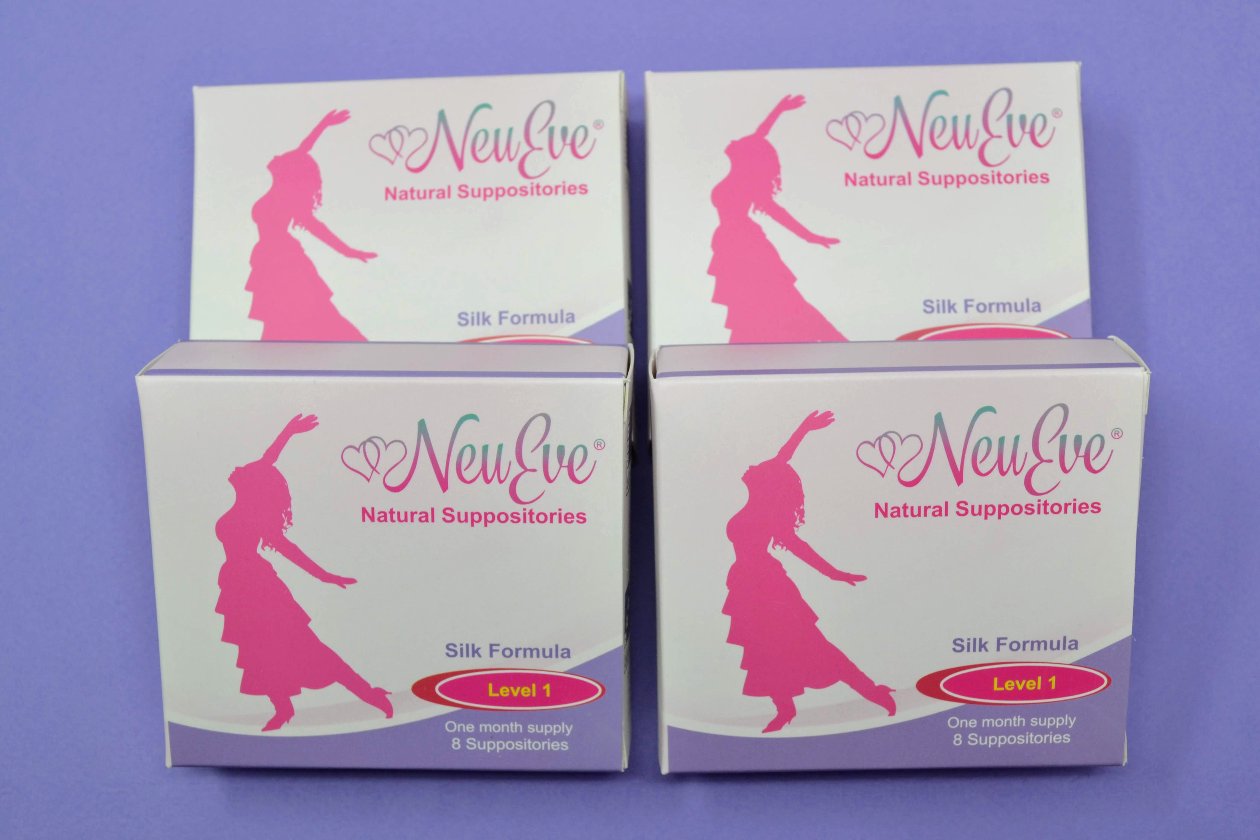 NeuEve®
Natural Suppositories
Silk Formula
NeuEve®
Natural Suppositories
Silk Formula
NeuEve®
Natural Suppositories
Silk Formula
Level 1
One month supply
8 Suppositories
NeuEve®
Natural Suppositories
Silk Formula
Level 1
One month supply
8 Suppositories